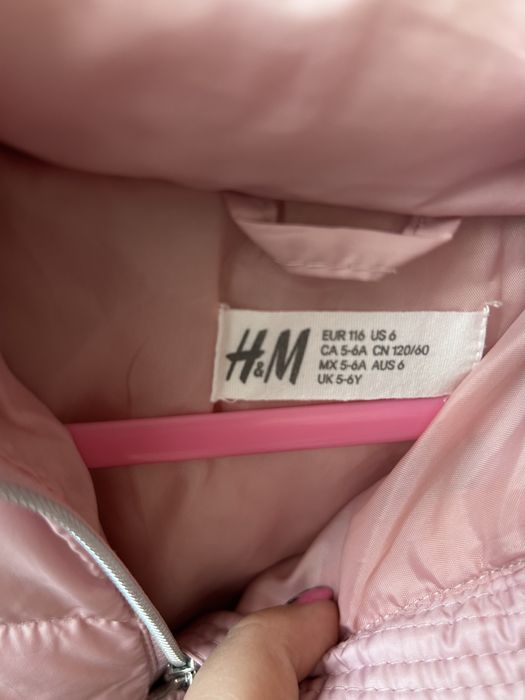 H&M
EUR 116 US 6
CA 5-6A CN 120/60
MX 5-6A AUS 6
UK 5-6Y